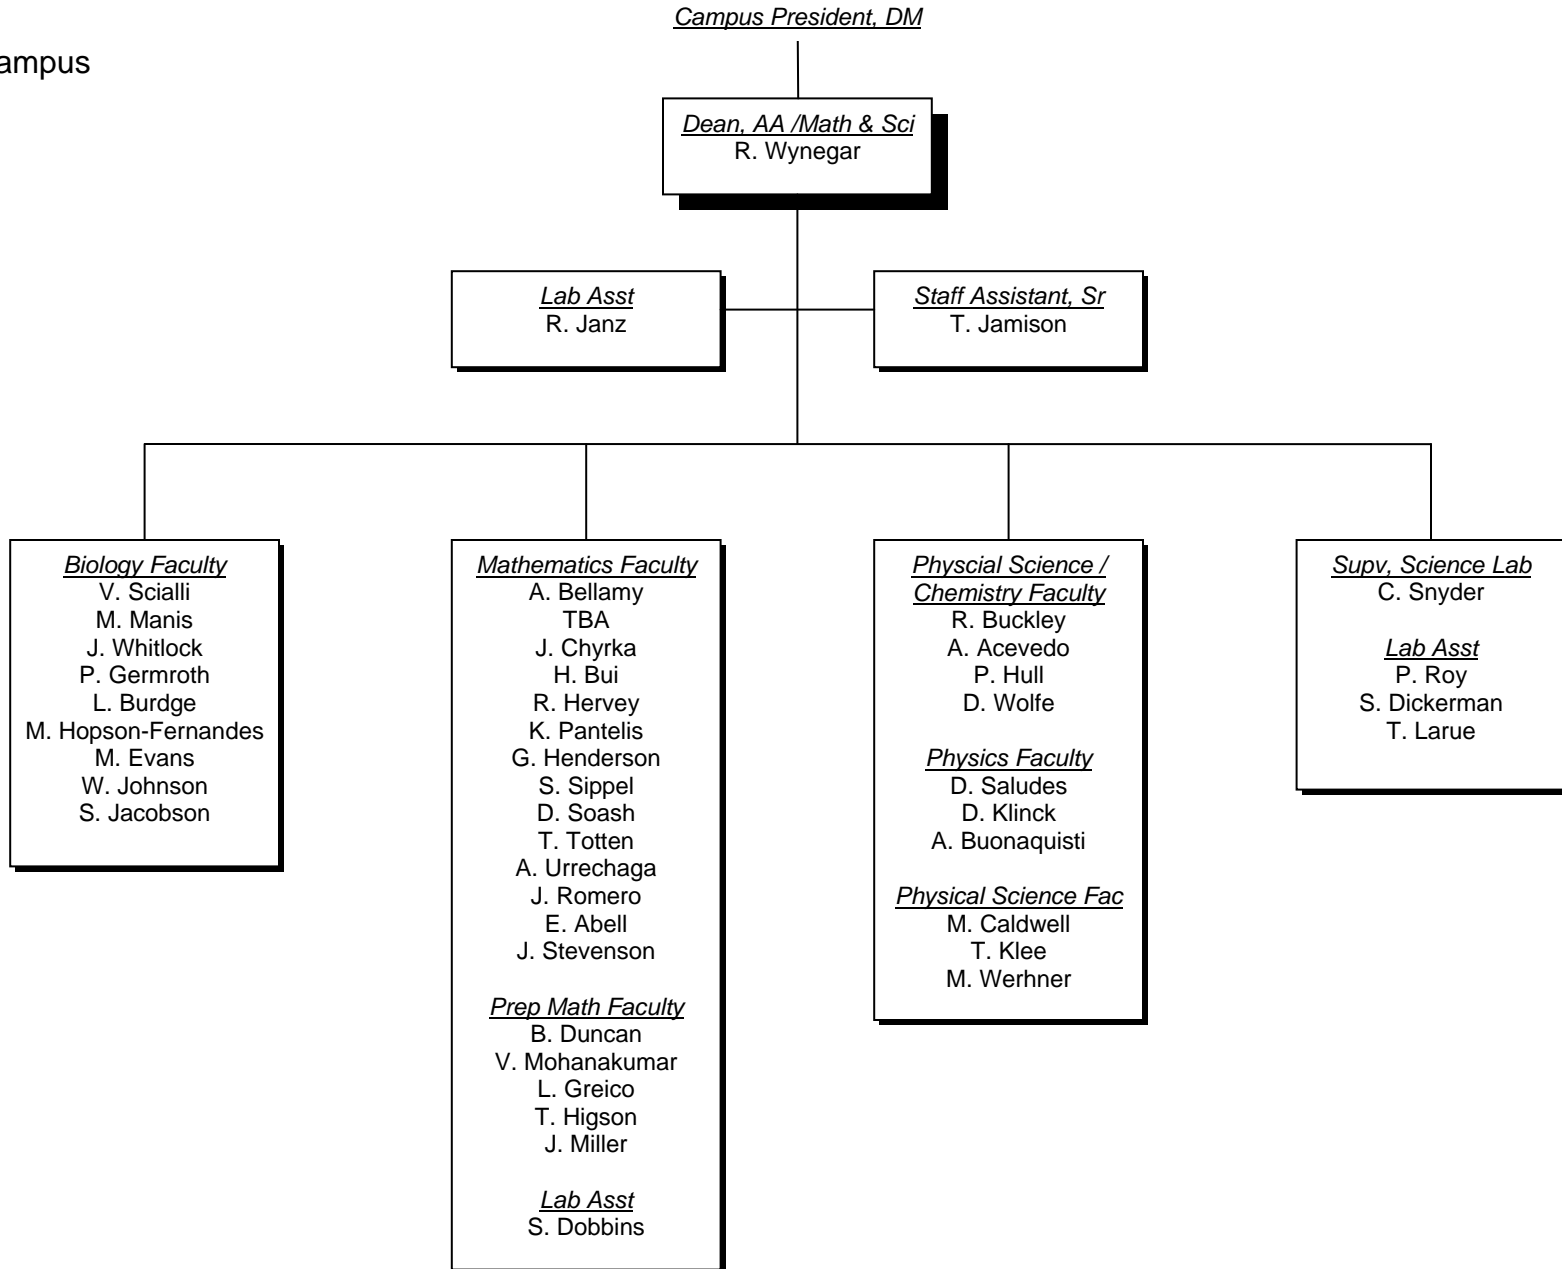 Campus President, DM
ampus
Dean, AA /Math & Sci
R. Wynegar
Lab Asst
R. Janz
Staff Assistant, Sr
T. Jamison
Biology Faculty
V. Scialli
M. Manis
J. Whitlock
P. Germroth
L. Burdge
M. Hopson-Fernandes
M. Evans
W. Johnson
S. Jacobson
Mathematics Faculty
A. Bellamy
TBA
J. Chyrka
H. Bui
R. Hervey
K. Pantelis
G. Henderson
S. Sippel
D. Soash
T. Totten
A. Urrechaga
J. Romero
E. Abell
J. Stevenson
Prep Math Faculty
B. Duncan
V. Mohanakumar
L. Greico
T. Higson
J. Miller
Lab Asst
S. Dobbins
Physcial Science /
Chemistry Faculty
R. Buckley
A. Acevedo
P. Hull
D. Wolfe
Physics Faculty
D. Saludes
D. Klinck
A. Buonaquisti
Physical Science Fac
M. Caldwell
T. Klee
M. Werhner
Supv, Science Lab
C. Snyder
Lab Asst
P. Roy
S. Dickerman
T. Larue